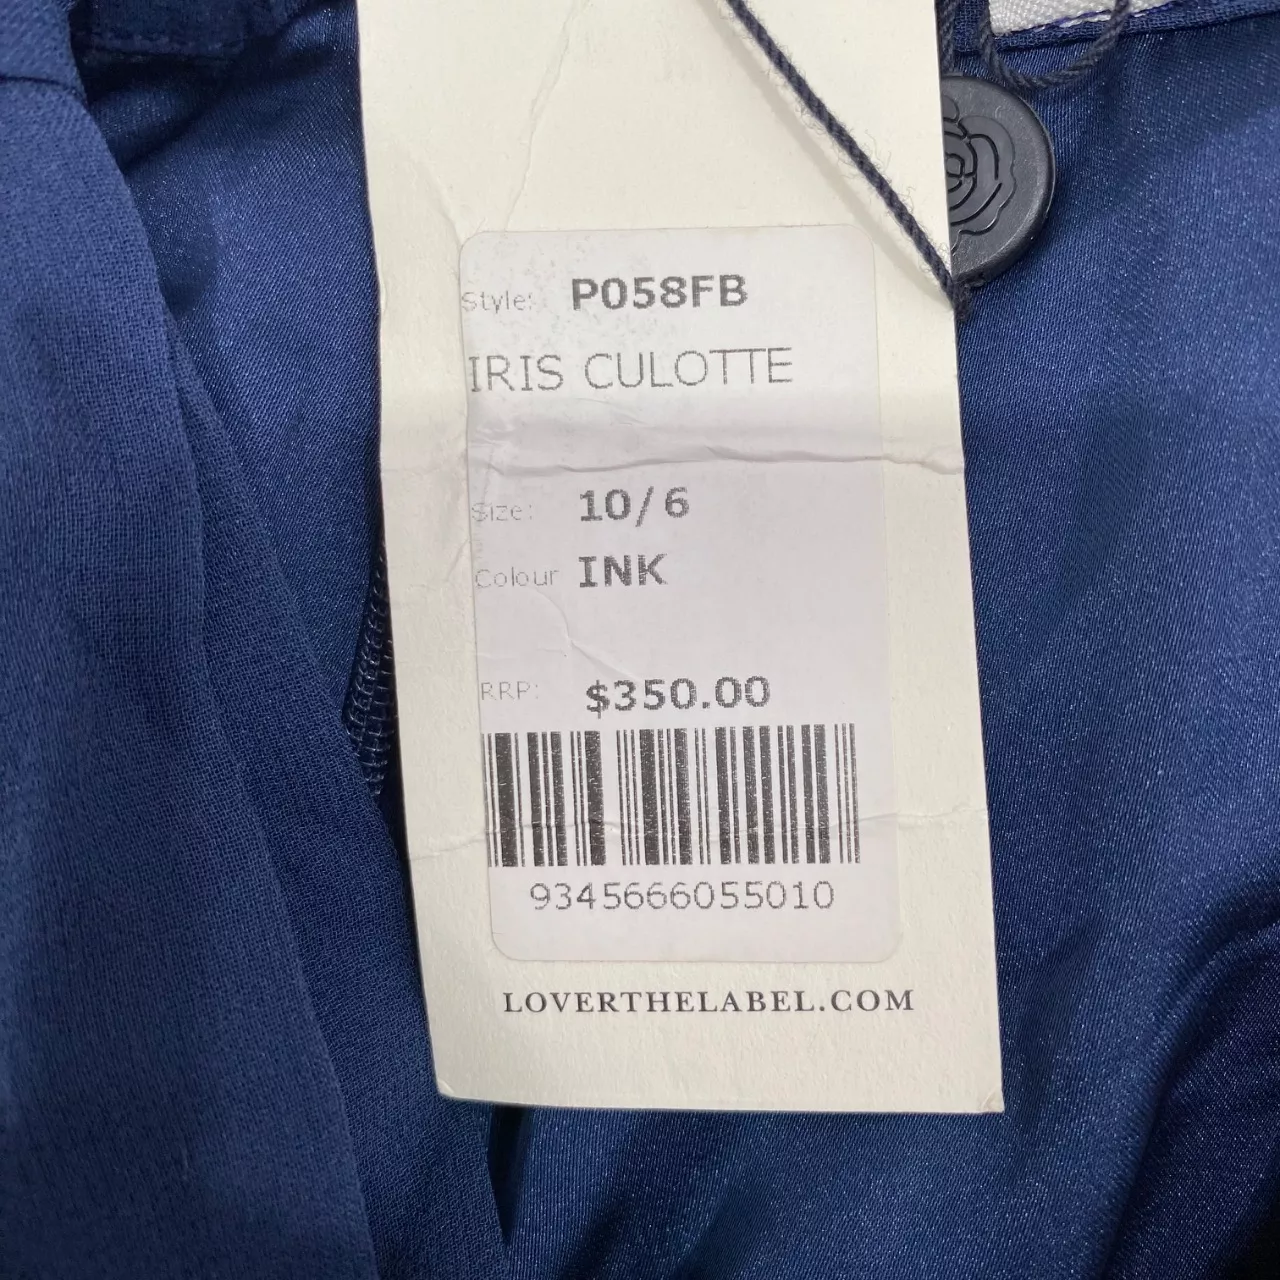 Style: P058FB
IRIS CULOTTE
Size: 10/6
Colour INK
RRP: $350.00
9345666055010
LOVERTHELABEL.COM